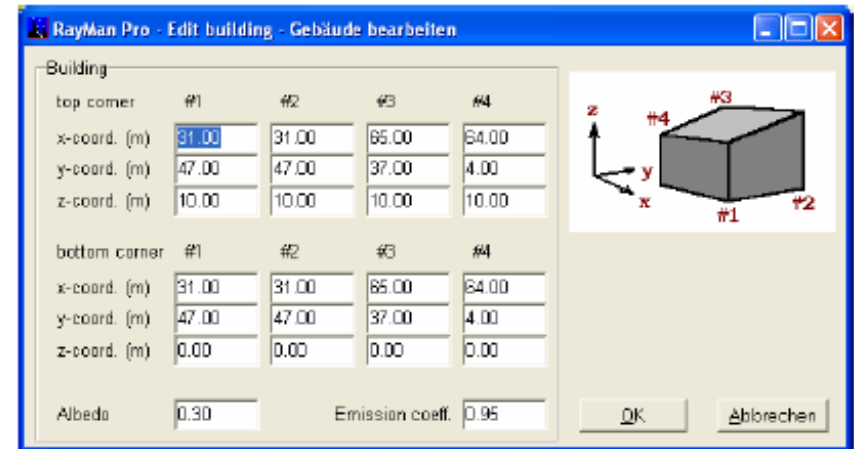 RayMan Pro - Edit building - Gebäude bearbeiten
Building
top corner #1 #2 #3 #4
x-coord. (m) 31.00 31.00 65.00 64.00
y-coord. (m) 47.00 47.00 37.00 4.00
z-coord. (m) 10.00 10.00 10.00 10.00
bottom corner #1 #2 #3 #4
x-coord. (m) 31.00 31.00 65.00 64.00
y-coord. (m) 47.00 47.00 37.00 4.00
z-coord. (m) 0.00 0.00 0.00 0.00
Albedo 0.30 Emission coeff. 0.95
z
#4
#3
y
x
#1
#2
OK Abbrechen